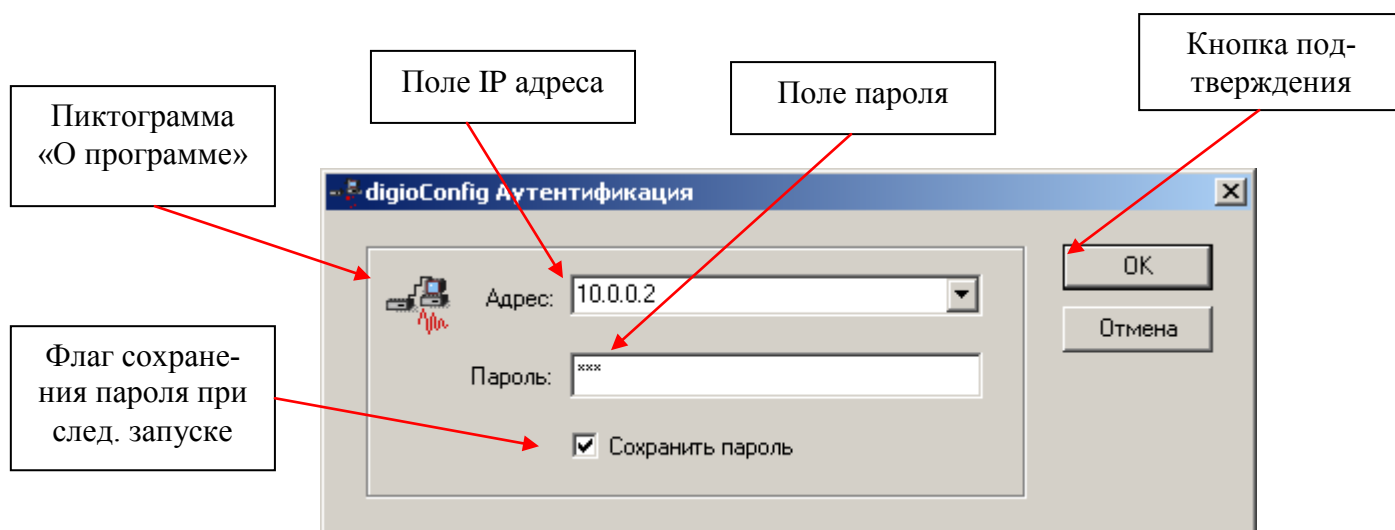 Кнопка под-
тверждения
Поле IP адреса
Поле пароля
Пиктограмма
«О программе»
digioConfig Аутентификация
OK
Адрес: 10.0.0.2
Отмена
Флаг сохране-
ния пароля при
след. запуске
Пароль: ***
Сохранить пароль